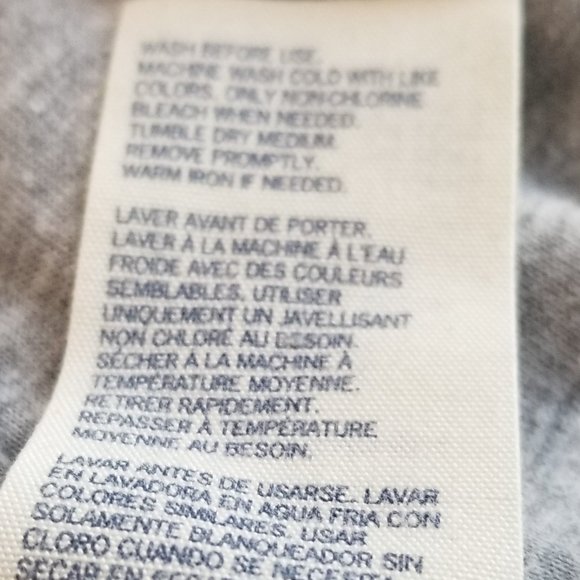 WASH BEFORE USE.
MACHINE WASH COLD WITH LIKE
COLORS. ONLY NON-CHLORINE
BLEACH WHEN NEEDED.
TUMBLE DRY MEDIUM.
REMOVE PROMPTLY.
WARM IRON IF NEEDED.
LAVER AVANT DE PORTER.
LAVER À LA MACHINE À L'EAU
FROIDE AVEC DES COULEURS
SEMBLABLES. UTILISER
UNIQUEMENT UN JAVELLISANT
NON CHLORÉ AU BESOIN.
SÉCHER À LA MACHINE À
TEMPÉRATURE MOYENNE.
RETIRER RAPIDEMENT.
REPASSER À TEMPÉRATURE
MOYENNE AU BESOIN.
LAVAR ANTES DE USARSE. LAVAR
EN LAVADORA EN AGUA FRIA CON
COLORES SIMILARES. USAR
SOLAMENTE BLANQUEADOR SIN
CLORO CUANDO SE NECESITE
SECAR EN